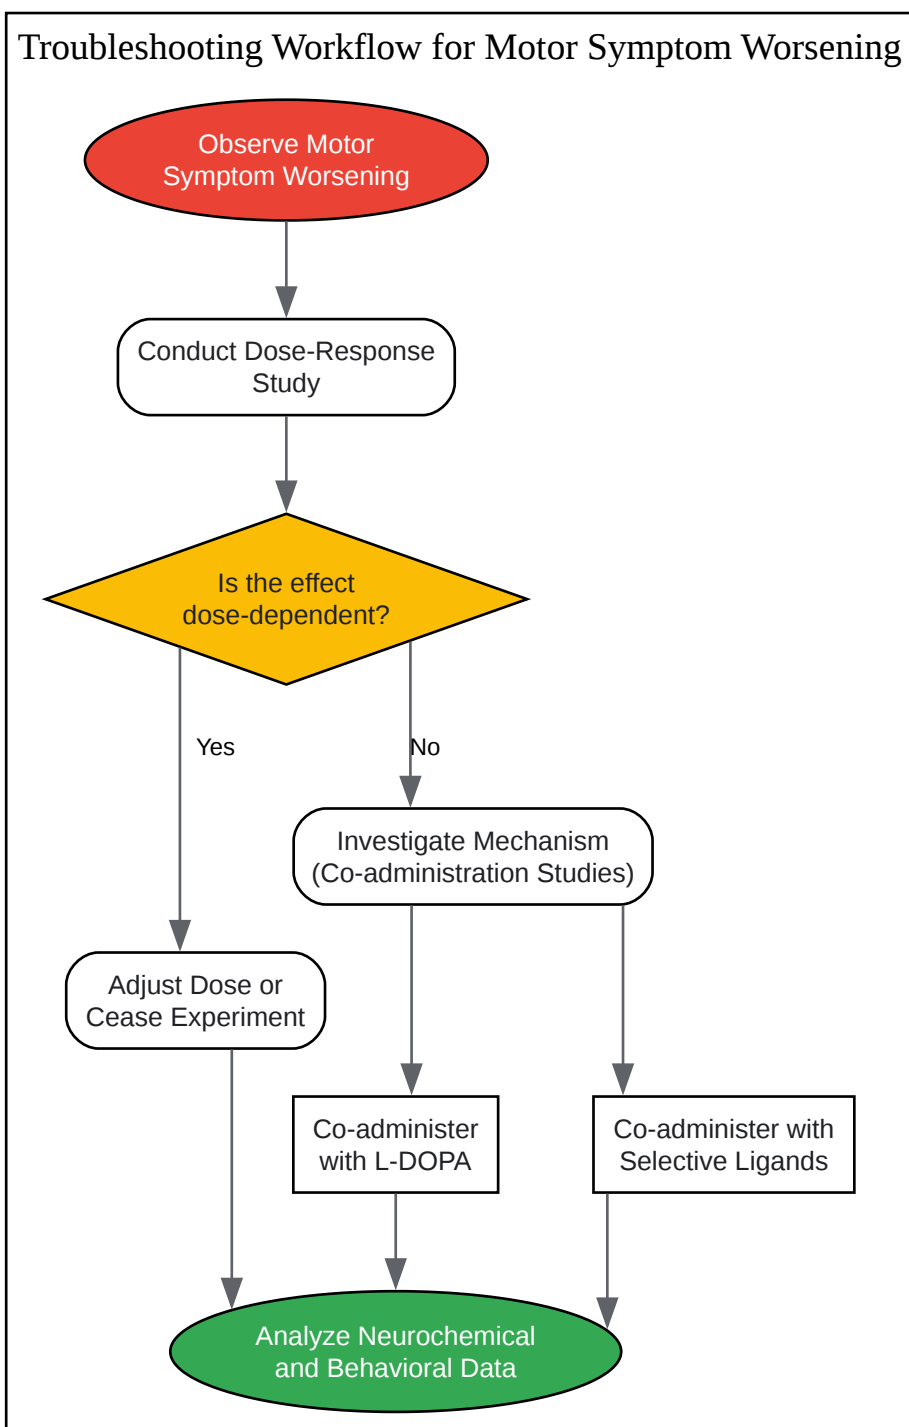 Troubleshooting Workflow for Motor Symptom Worsening
Observe Motor
Symptom Worsening
Conduct Dose-Response
Study
Is the effect
dose-dependent?
Yes
No
Investigate Mechanism
(Co-administration Studies)
Adjust Dose or
Cease Experiment
Co-administer
with L-DOPA
Co-administer with
Selective Ligands
Analyze Neurochemical
and Behavioral Data